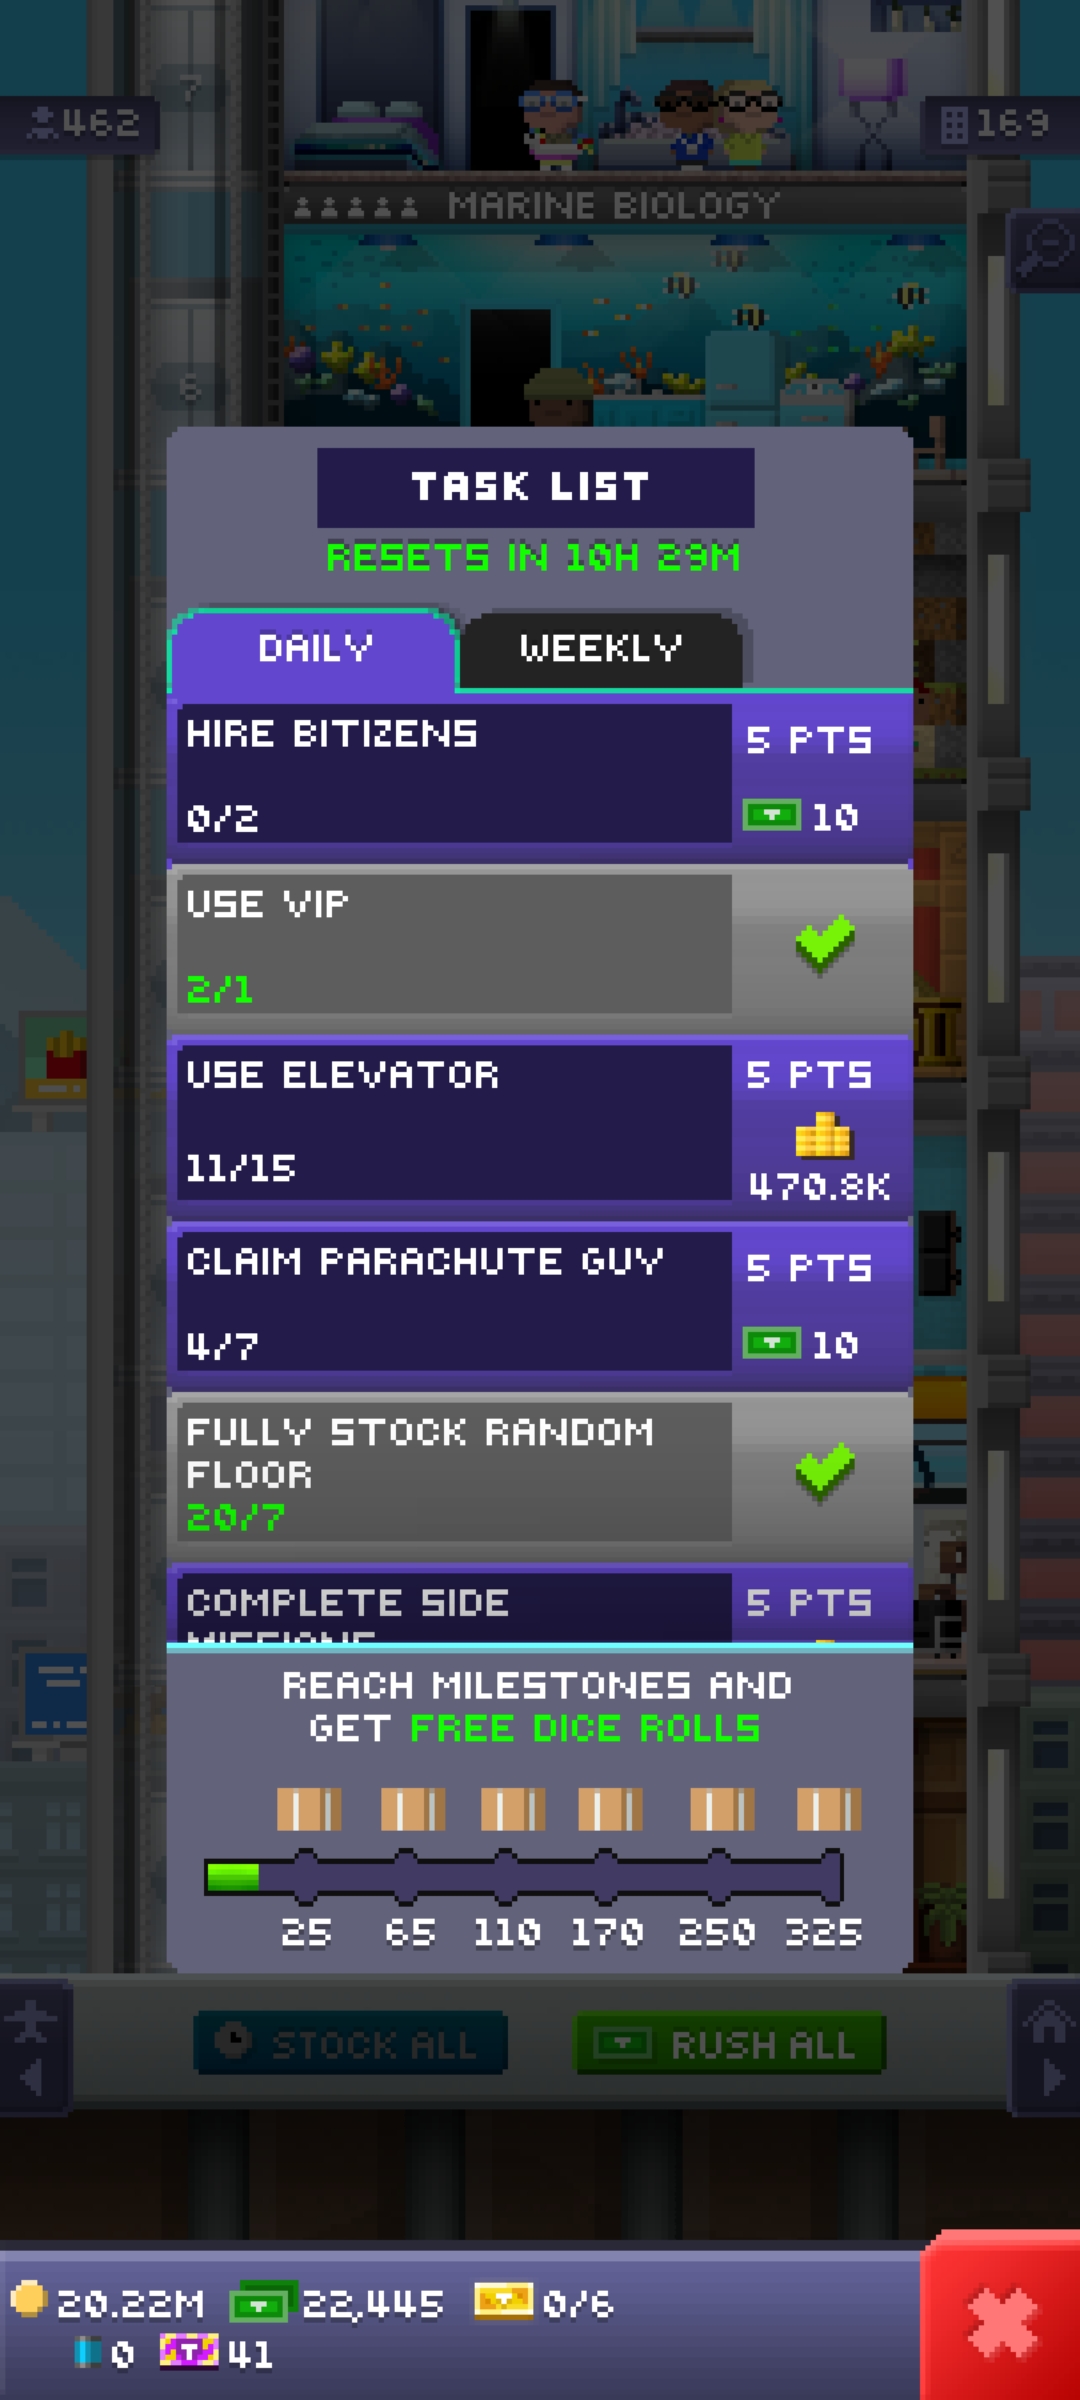 7
462
169
MARINE BIOLOGY
6
TASK LIST
RESETS IN 10H 29M
DAILY
WEEKLY
HIRE BITIZENS
5 PTS
0/2
10
USE VIP
2/1
USE ELEVATOR
5 PTS
11/15
470.8K
CLAIM PARACHUTE GUY
5 PTS
4/7
10
FULLY STOCK RANDOM
FLOOR
20/7
COMPLETE SIDE
5 PTS
MISSIONS
REACH MILESTONES AND
GET FREE DICE ROLLS
25 65 110 170 250 325
STOCK ALL
RUSH ALL
20.22M 22,445 0/6
0 41